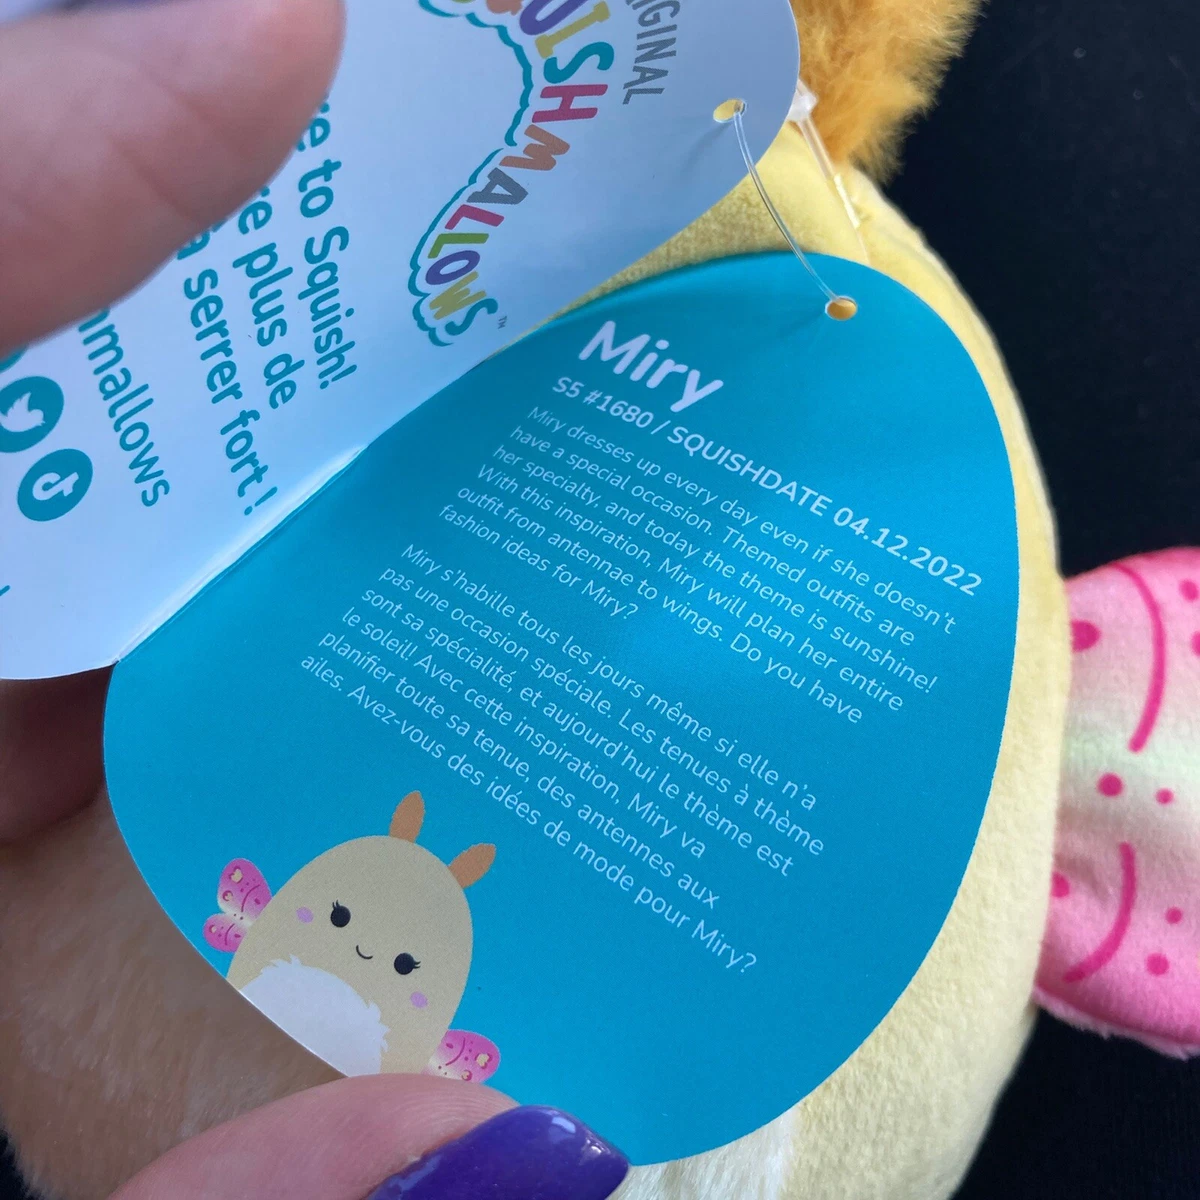 ORIGINAL
SQUISHMALLOWS™
to Squish!
plus de
serrer fort !
Miry
S5 #1680 / SQUISHDATE 04.12.2022
Miry dresses up every day even if she doesn't
have a special occasion. Themed outfits are
her specialty, and today the theme is sunshine!
With this inspiration, Miry will plan her entire
outfit from antennae to wings. Do you have
fashion ideas for Miry?
Miry s'habille tous les jours même si elle n'a
pas une occasion spéciale. Les tenues à thème
sont sa spécialité, et aujourd'hui le thème est
le soleil! Avec cette inspiration, Miry va
planifier toute sa tenue, des antennes aux
ailes. Avez-vous des idées de mode pour Miry?